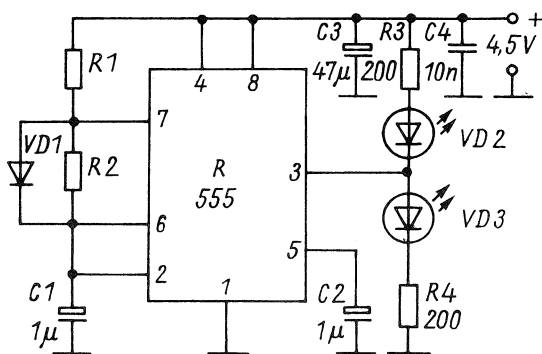 C3 R3 C4 +
R1 4 8 47μ 200 10n 4,5V
7
VD1 VD2
R2 R 3
555
VD3
6
5
2
1
C1 C2 R4
1μ 1μ 200